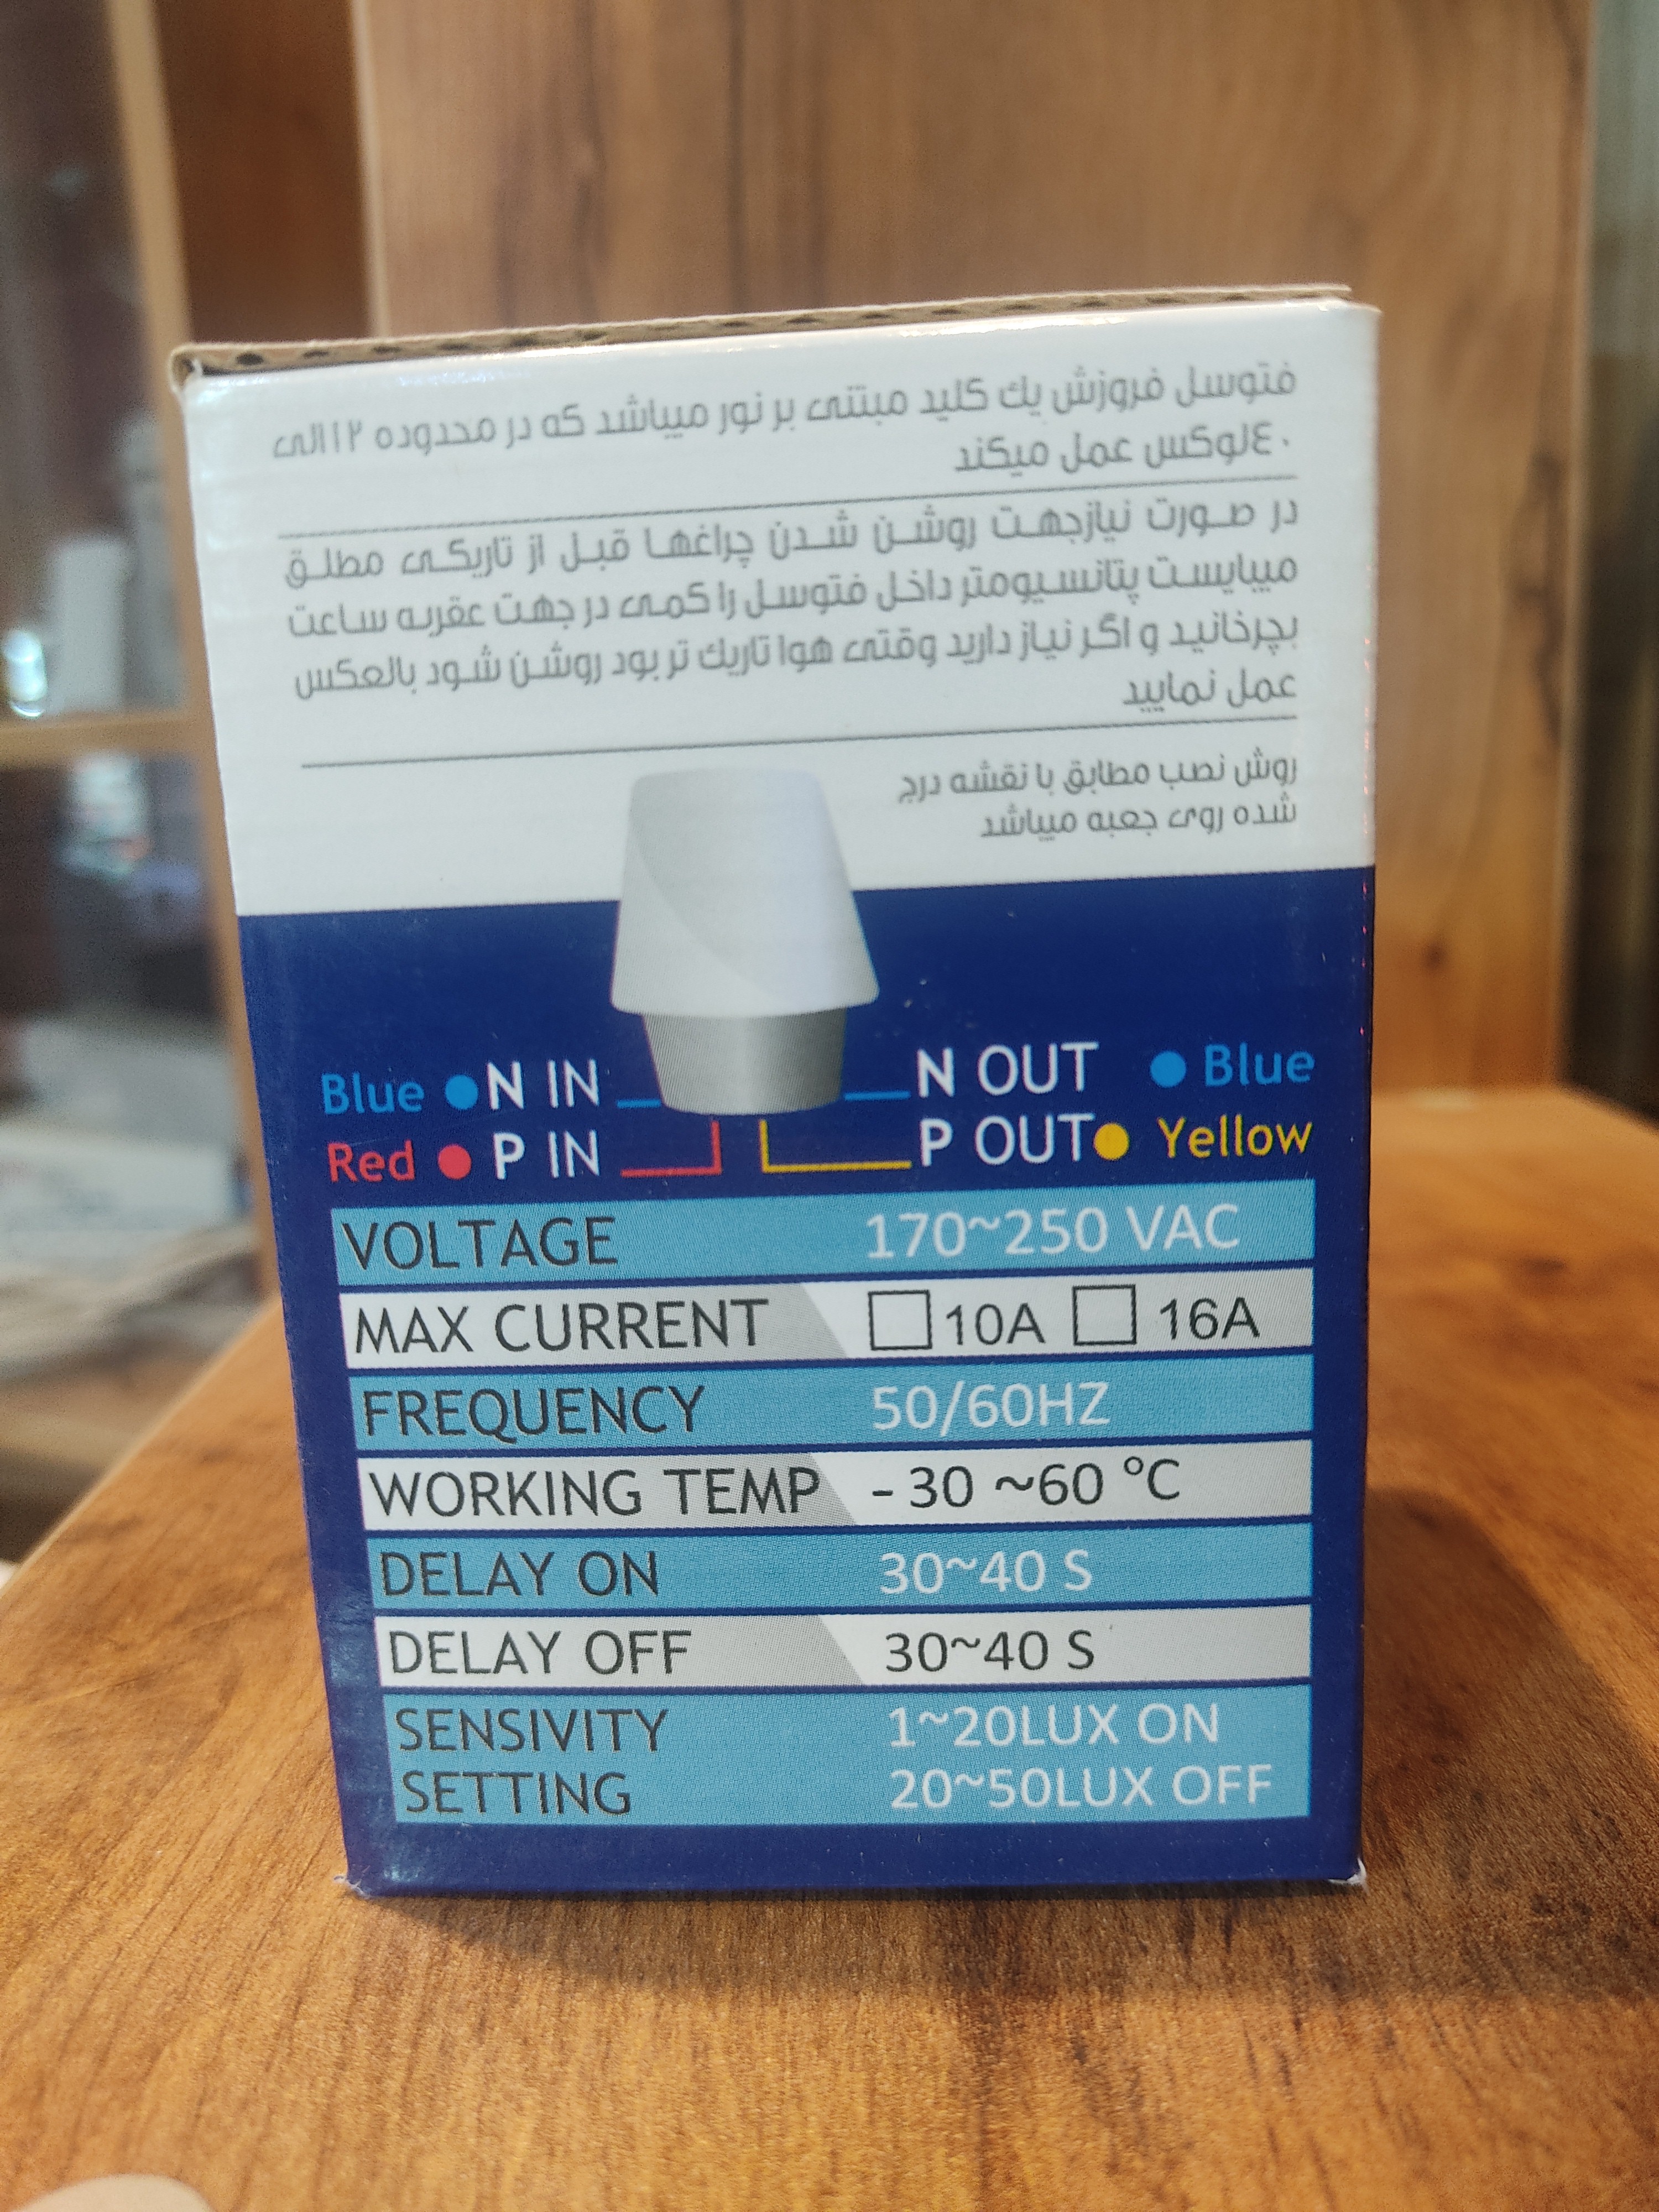 فتوسل فروزش یك کلید مبتنی بر نور میباشد که در محدوده ۱۲ الی
٤٠لوکس عمل میکند
در صورت نیازجهت روشن شدن چراغها قبل از تاریکی مطلق
میبایست پتانسیومتر داخل فتوسل را کمی در جهت عقربه ساعت
بچرخانید و اگر نیاز دارید وقتی هوا تاریك تر بود روشن شود بالعکس
عمل نمایید
روش نصب مطابق با نقشه درج
شده روی جعبه میباشد
Blue N IN N OUT Blue
Red P IN P OUT Yellow
VOLTAGE 170~250 VAC
MAX CURRENT 10A 16A
FREQUENCY 50/60HZ
WORKING TEMP - 30 ~60 °C
DELAY ON 30~40 S
DELAY OFF 30~40 S
SENSIVITY 1~20LUX ON
SETTING 20~50LUX OFF